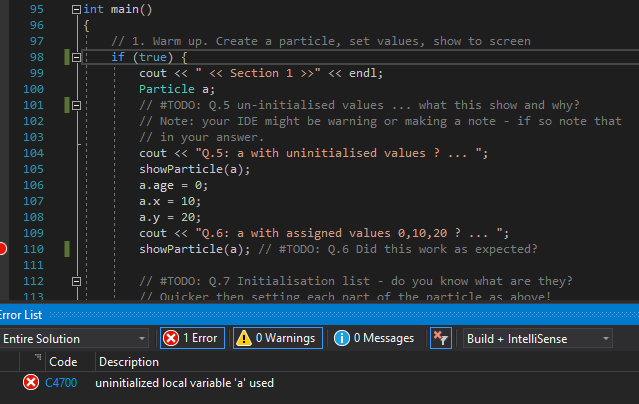 95 int main()
96 {
97 // 1. Warm up. Create a particle, set values, show to screen
98 if (true) {
99 cout << " << Section 1 >>" << endl;
100 Particle a;
101 // #TODO: Q.5 un-initialised values ... what this show and why?
102 // Note: your IDE might be warning or making a note - if so note that
103 // in your answer.
104 cout << "Q.5: a with uninitialised values ? ... ";
105 showParticle(a);
106 a.age = 0;
107 a.x = 10;
108 a.y = 20;
109 cout << "Q.6: a with assigned values 0,10,20 ? ... ";
110 showParticle(a); // #TODO: Q.6 Did this work as expected?
111
112 // #TODO: Q.7 Initialisation list - do you know what are they?
113 // Quicker then setting each part of the particle as above!
Error List
Entire Solution 1 Error 0 Warnings 0 Messages Build + IntelliSense
Code Description
C4700 uninitialized local variable 'a' used